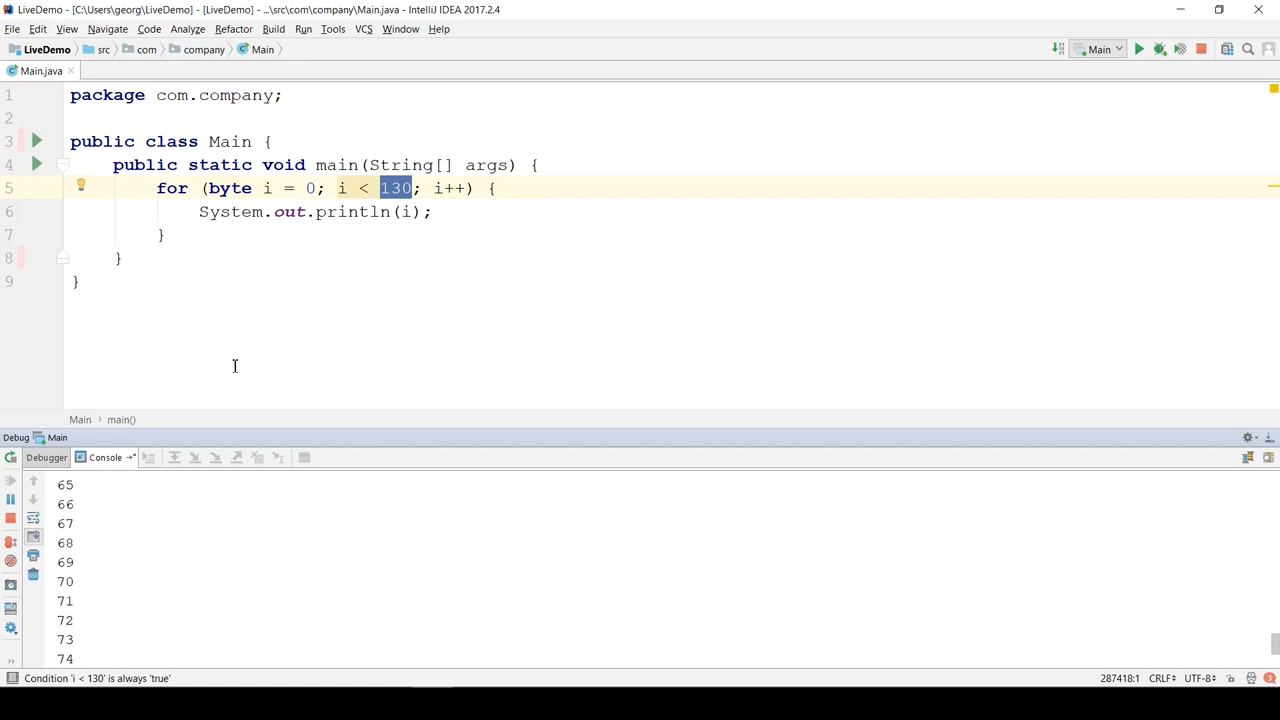 LiveDemo - [C:\Users\georg\LiveDemo] - [LiveDemo] - ...\src\com\company\Main.java - IntelliJ IDEA 2017.2.4
File Edit View Navigate Code Analyze Refactor Build Run Tools VCS Window Help
LiveDemo src com company Main Main
Main.java
1 package com.company;
2
3 public class Main {
4 public static void main(String[] args) {
5 for (byte i = 0; i < 130; i++) {
6 System.out.println(i);
7 }
8 }
9 }
Main main()
Debug Main
Debugger Console
65
66
67
68
69
70
71
72
73
74
Condition 'i < 130' is always 'true' 287418:1 CRLF UTF-8 3